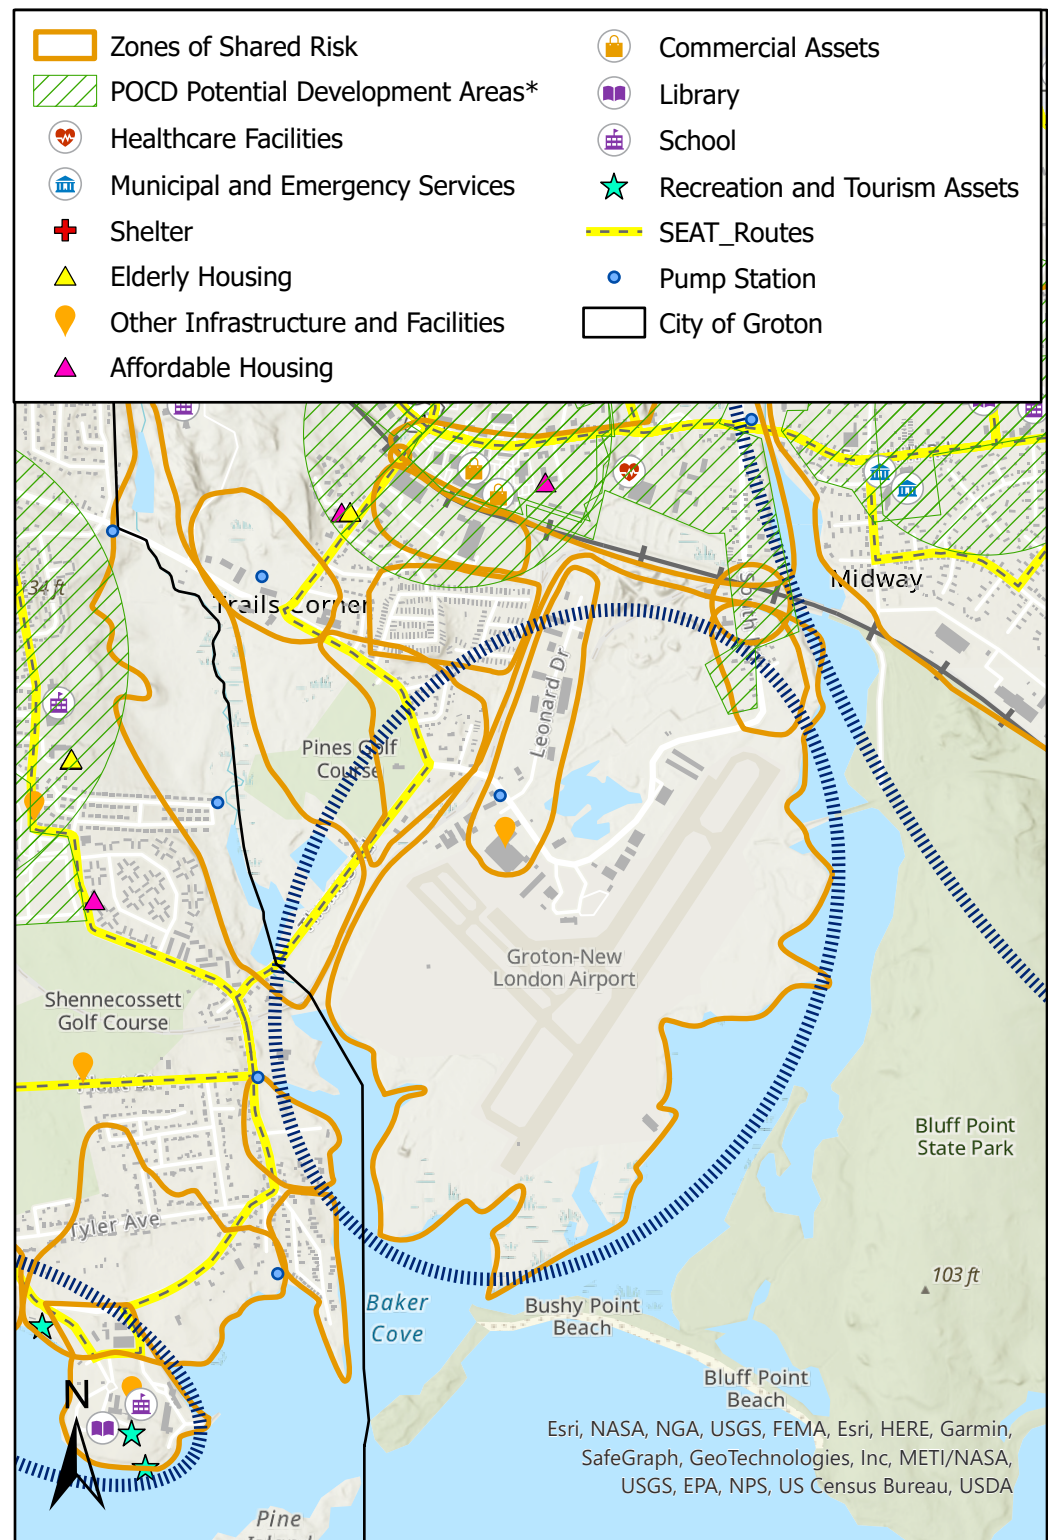 Zones of Shared Risk
POCD Potential Development Areas*
Healthcare Facilities
Municipal and Emergency Services
Shelter
Elderly Housing
Other Infrastructure and Facilities
Affordable Housing
Commercial Assets
Library
School
Recreation and Tourism Assets
SEAT_Routes
Pump Station
City of Groton
Midway
34 ft
Trails Corner
Leonard Dr
Pines Golf
Course
Groton-New
London Airport
Shennecossett
Golf Course
Bluff Point
State Park
Tyler Ave
103 ft
Baker
Cove
Bushy Point
Beach
Bluff Point
Beach
N
Esri, NASA, NGA, USGS, FEMA, Esri, HERE, Garmin,
SafeGraph, GeoTechnologies, Inc, METI/NASA,
USGS, EPA, NPS, US Census Bureau, USDA
Pine